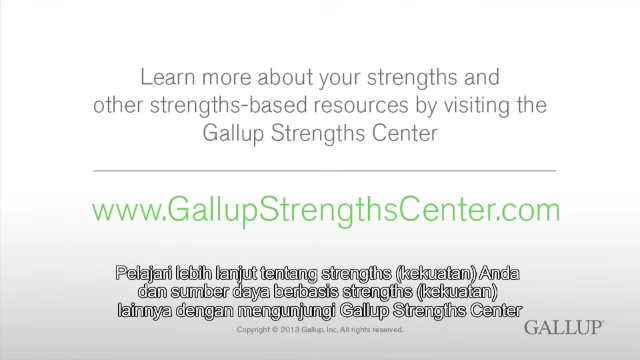 Learn more about your strengths and
other strengths-based resources by visiting the
Gallup Strengths Center
www.GallupStrengthsCenter.com
Pelajari lebih lanjut tentang strengths (kekuatan) Anda
dan sumber daya berbasis strengths (kekuatan)
lainnya dengan mengunjungi Gallup Strengths Center
Copyright © 2013 Gallup, Inc. All rights reserved.
GALLUP®